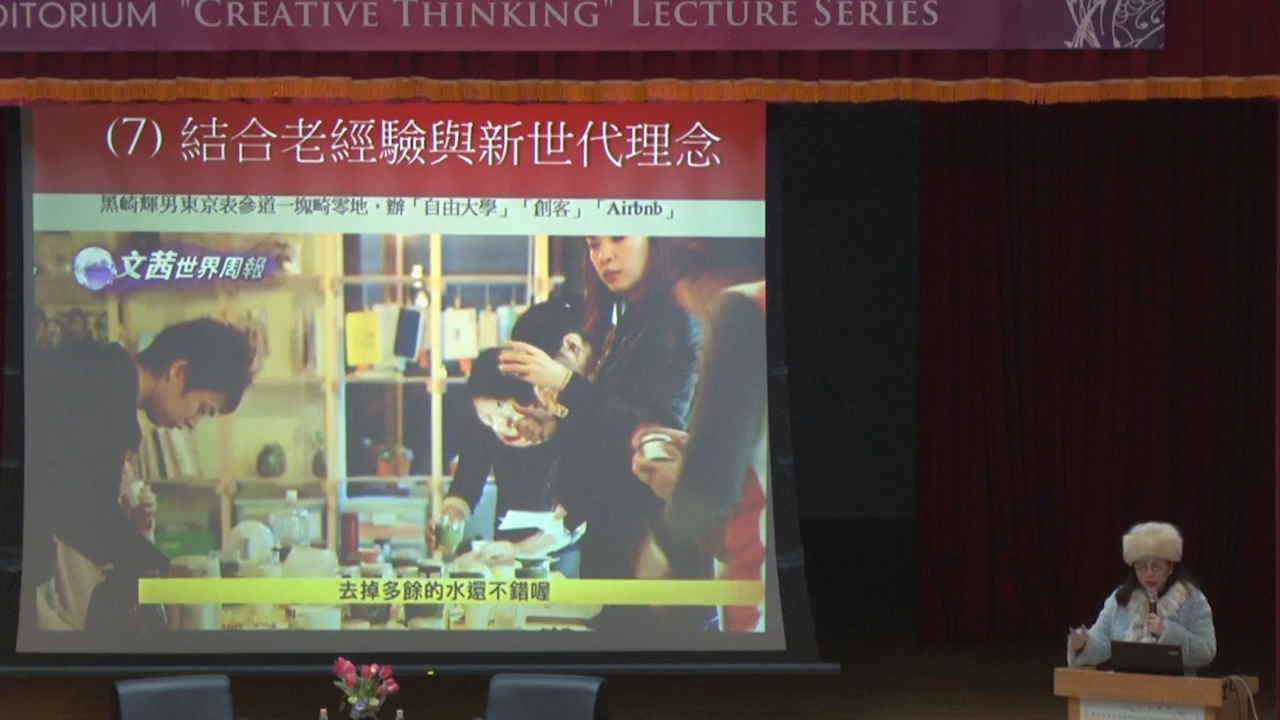 DITORIUM "CREATIVE THINKING" LECTURE SERIES
(7) 結合老經驗與新世代理念
黑崎輝男東京表參道一塊畸零地，辦「自由大學」「創客」「Airbnb」
文茜世界周報
去掉多餘的水還不錯喔